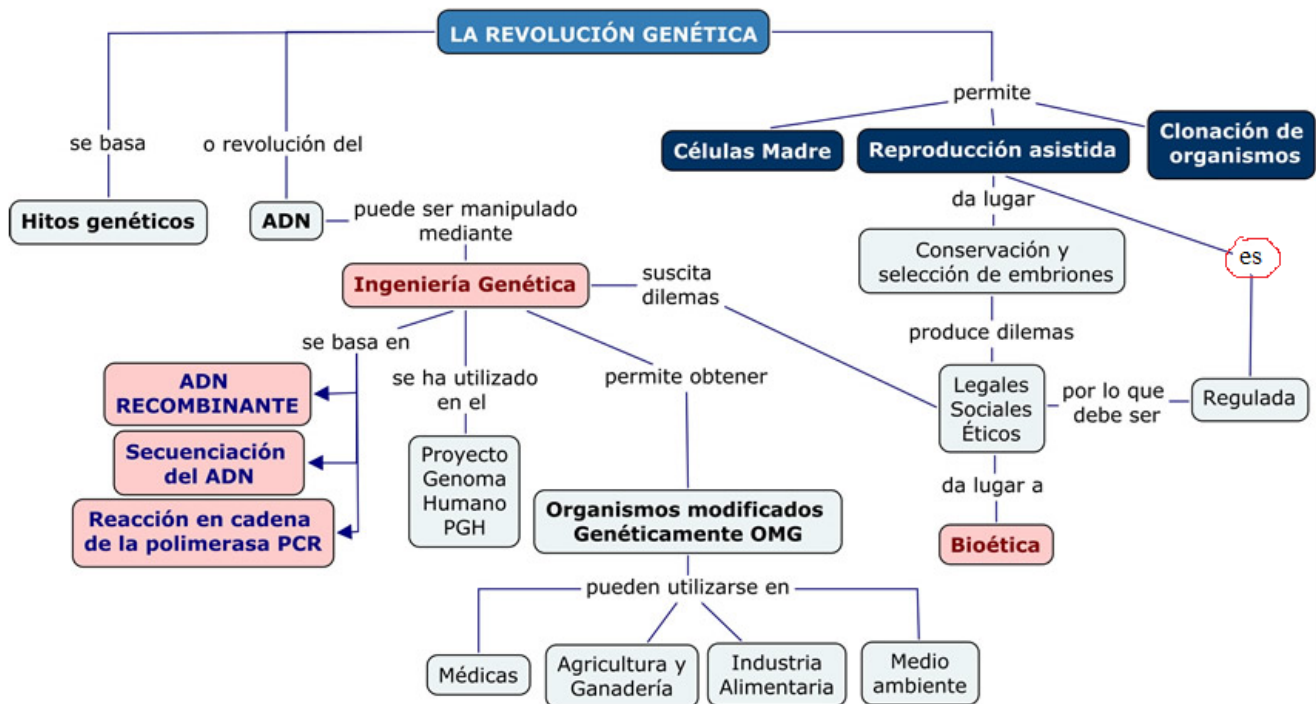 LA REVOLUCIÓN GENÉTICA
se basa
o revolución del
permite
Hitos genéticos
ADN
Células Madre
Reproducción asistida
Clonación de
organismos
puede ser manipulado
mediante
da lugar
Ingeniería Genética
suscita
dilemas
Conservación y
selección de embriones
es
se basa en
produce dilemas
ADN
RECOMBINANTE
Secuenciación
del ADN
Reacción en cadena
de la polimerasa PCR
se ha utilizado
en el
Proyecto
Genoma
Humano
PGH
permite obtener
Organismos modificados
Genéticamente OMG
Legales
Sociales
Éticos
por lo que
debe ser
Regulada
da lugar a
Bioética
pueden utilizarse en
Médicas
Agricultura y
Ganadería
Industria
Alimentaria
Medio
ambiente